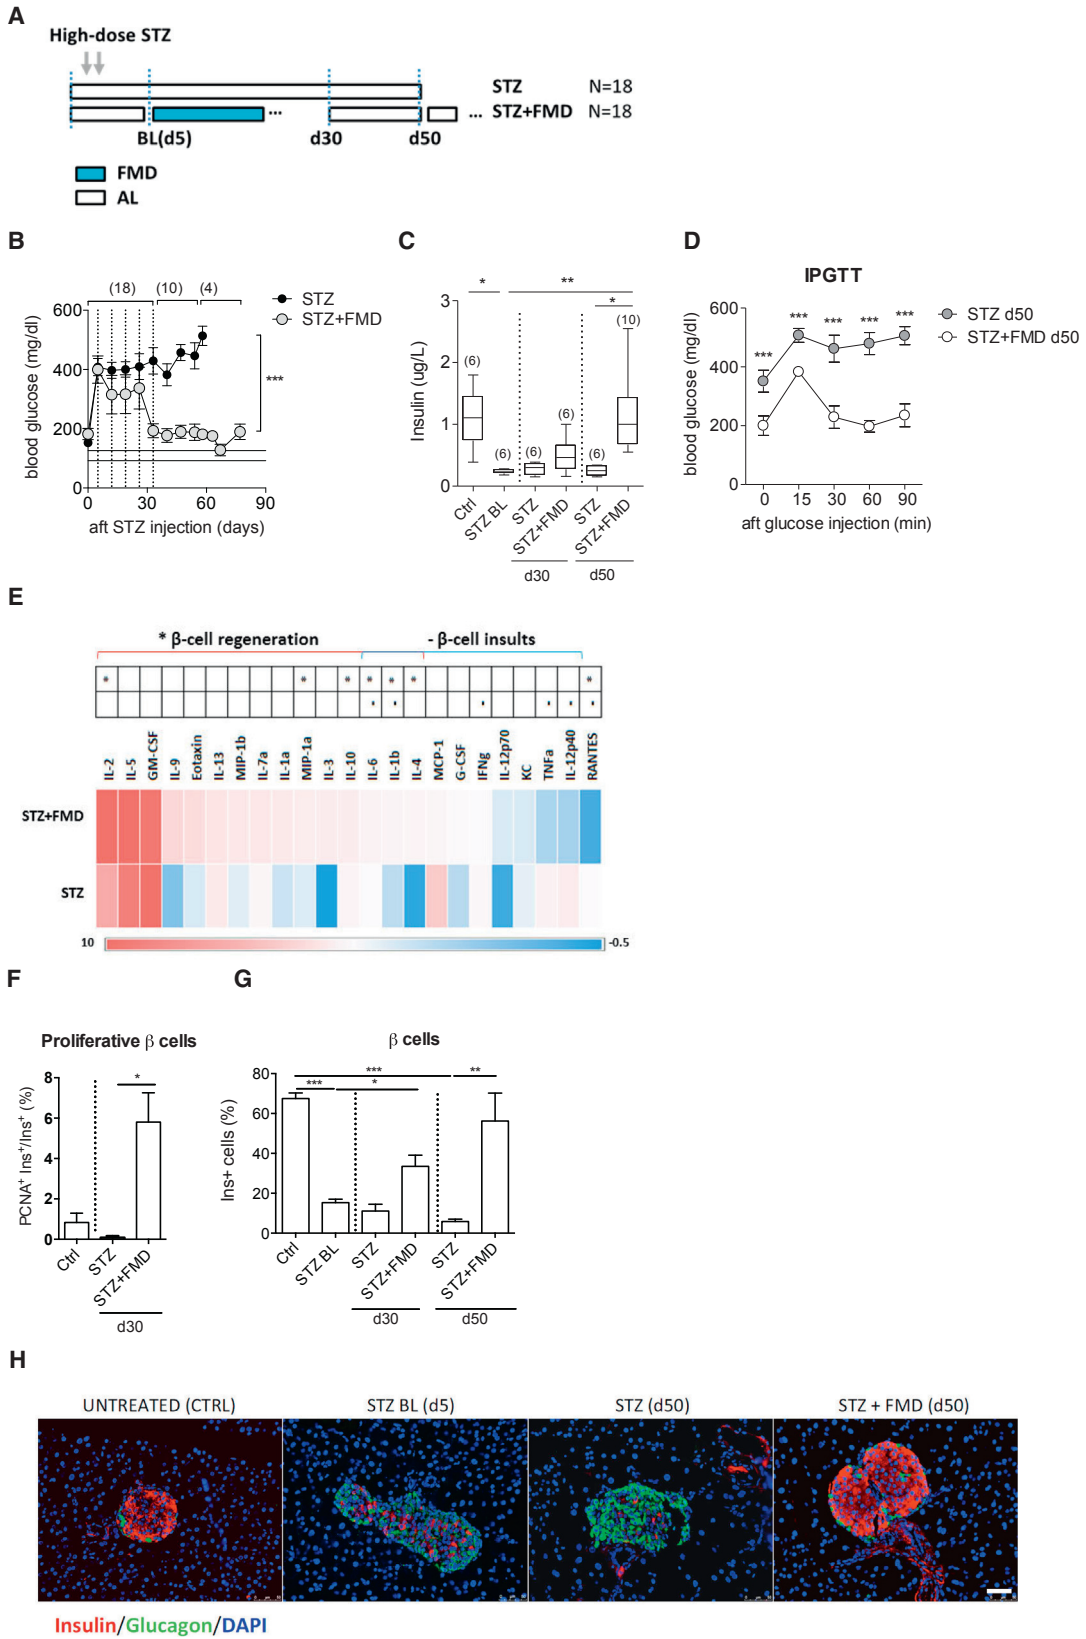 A
High-dose STZ
STZ N=18
... STZ+FMD N=18
...
BL(d5) d30 d50
FMD
AL
B
(18) (10) (4)
STZ
STZ+FMD
blood glucose (mg/dl)
600
400
200
0
***
0 30 60 90
aft STZ injection (days)
C
* **
*
Insulin (ug/L)
3
2
1
0
(6) (6) (6) (6) (6) (10)
Ctrl
STZ BL
STZ
STZ+FMD
STZ
STZ+FMD
d30 d50
D
IPGTT
STZ d50
STZ+FMD d50
blood glucose (mg/dl)
600
400
200
0
*** *** *** *** ***
0 15 30 60 90
aft glucose injection (min)
E
* β-cell regeneration - β-cell insults
* * * * * * *
- - - - - -
IL-2
IL-5
GM-CSF
IL-9
Eotaxin
IL-13
MIP-1b
IL-7a
IL-1a
MIP-1a
IL-3
IL-10
IL-6
IL-1b
IL-4
MCP-1
G-CSF
IFNg
IL-12p70
KC
TNFa
IL-12p40
RANTES
STZ+FMD
STZ
10 -0.5
F
Proliferative β cells
PCNA⁺ Ins⁺/Ins⁺ (%)
8
6
4
2
0
*
Ctrl
STZ
STZ+FMD
d30
G
β cells
Ins+ cells (%)
80
60
40
20
0
*** **
*** *
Ctrl
STZ BL
STZ
STZ+FMD
STZ
STZ+FMD
d30 d50
H
UNTREATED (CTRL) STZ BL (d5) STZ (d50) STZ + FMD (d50)
Insulin/Glucagon/DAPI